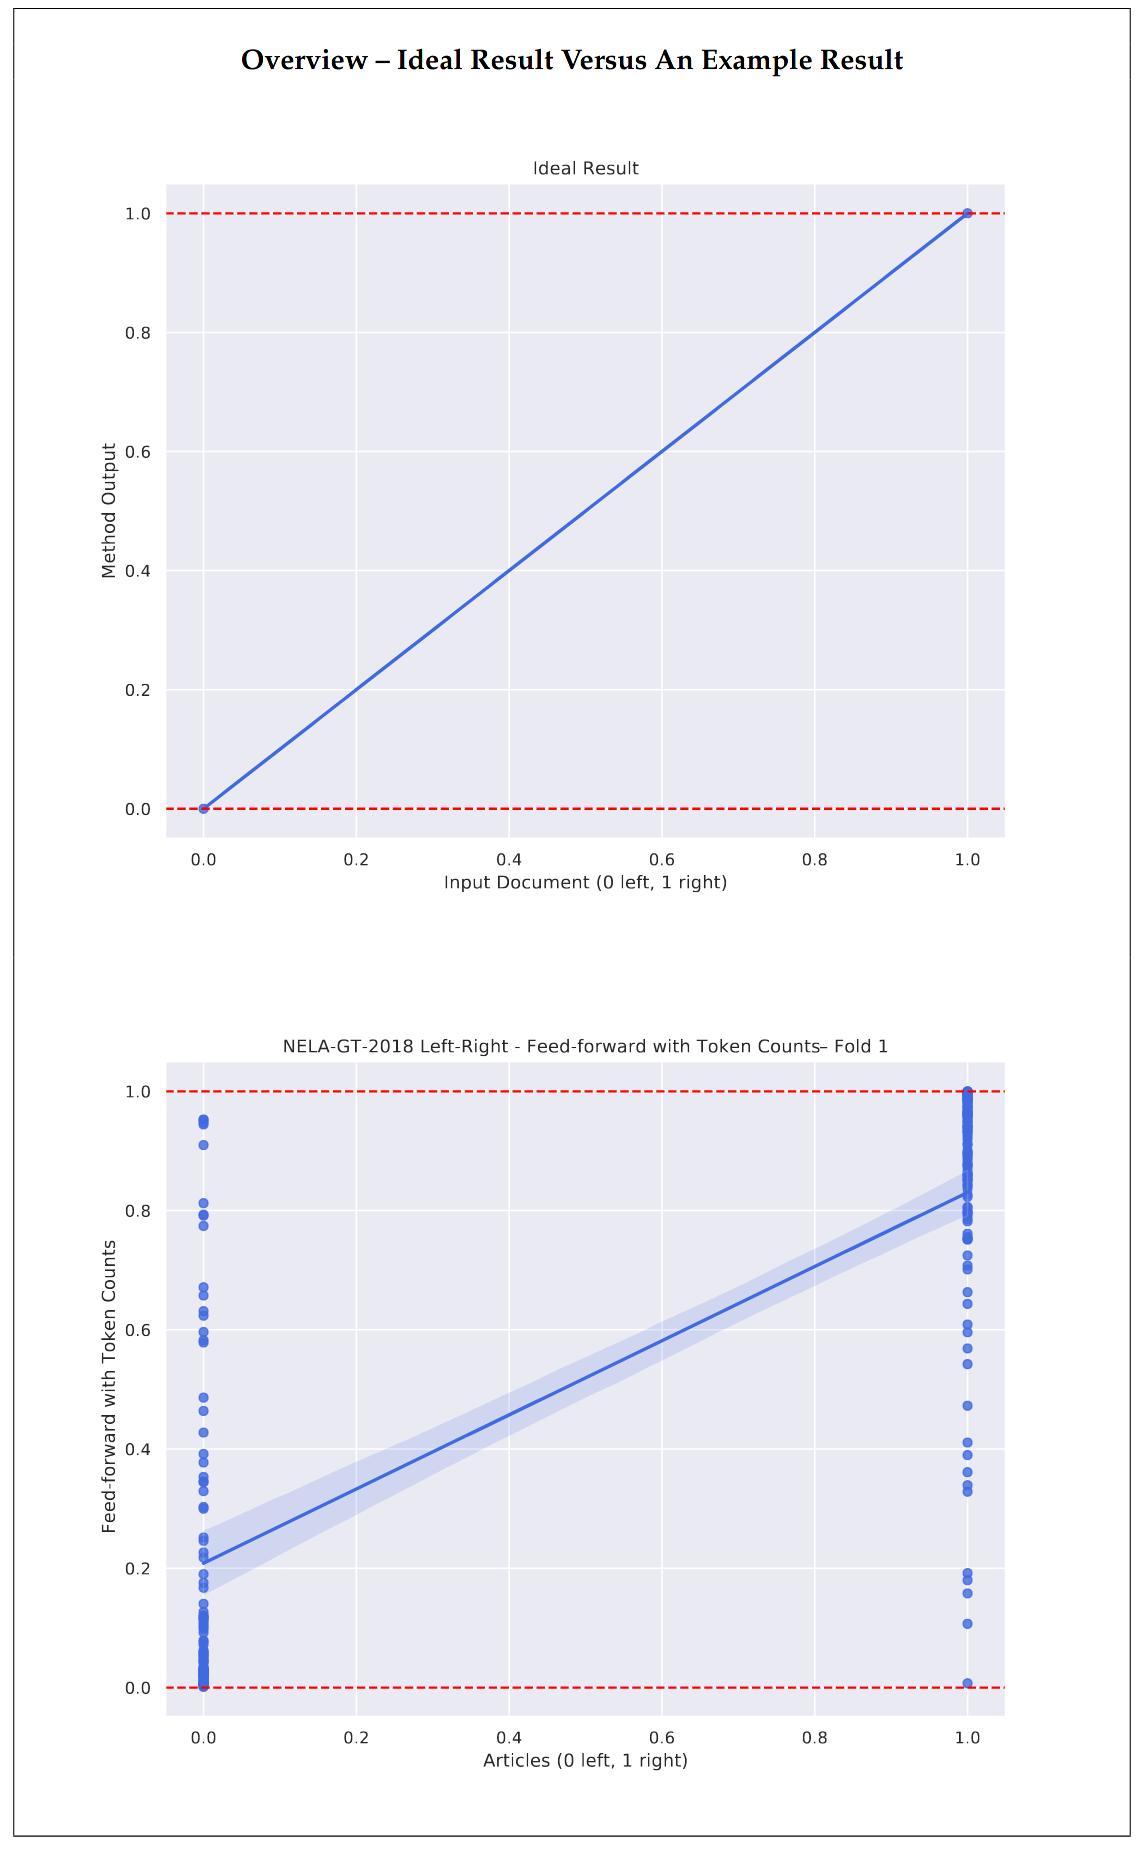 Overview – Ideal Result Versus An Example Result
Ideal Result
1.0
0.8
0.6
0.4
0.2
0.0
Method Output
0.0 0.2 0.4 0.6 0.8 1.0
Input Document (0 left, 1 right)
NELA-GT-2018 Left-Right - Feed-forward with Token Counts– Fold 1
1.0
0.8
0.6
0.4
0.2
0.0
Feed-forward with Token Counts
0.0 0.2 0.4 0.6 0.8 1.0
Articles (0 left, 1 right)